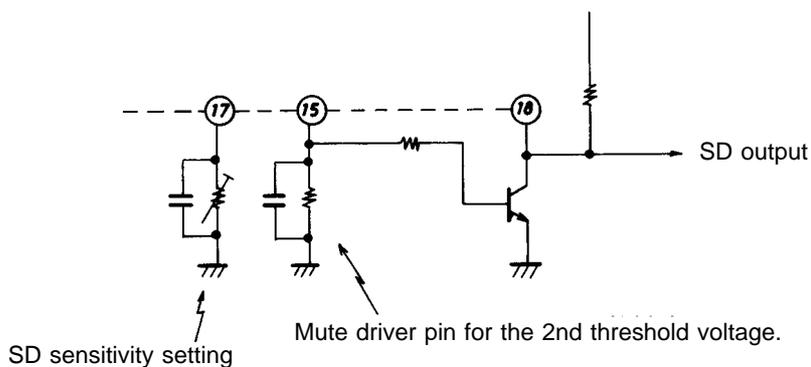 17 15 18
SD output
Mute driver pin for the 2nd threshold voltage.
SD sensitivity setting